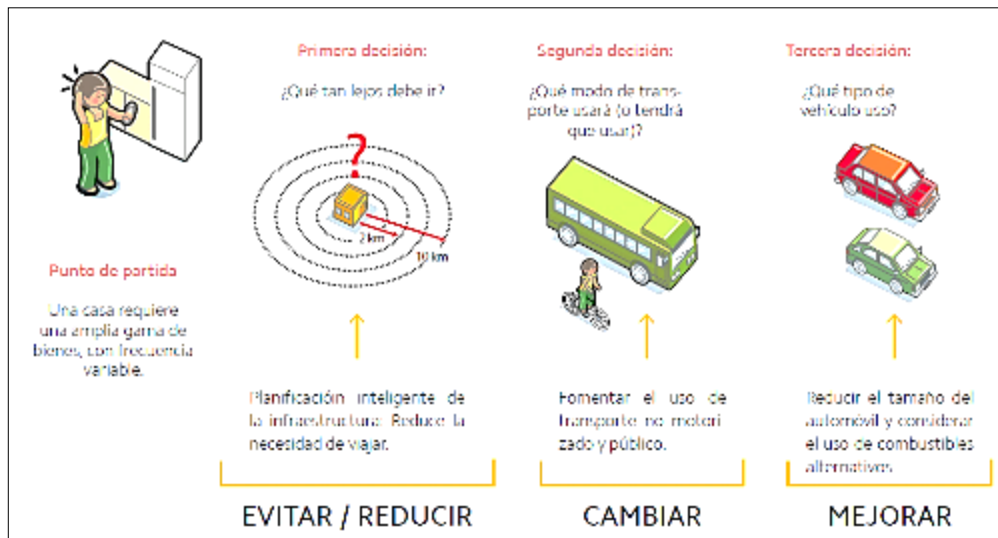 Punto de partida
Una casa requiere
una amplia gama de
bienes, con frecuencia
variable.
Primera decisión:
¿Qué tan lejos debe ir?
?
2 km
10 km
Planificación inteligente de
la infraestructura: Reduce la
necesidad de viajar.
EVITAR / REDUCIR
Segunda decisión:
¿Qué modo de trans-
porte usará (o tendrá
que usar)?
Fomentar el uso de
transporte no motori
zado y público.
CAMBIAR
Tercera decisión:
¿Qué tipo de
vehículo uso?
Reducir el tamaño del
automóvil y considerar
el uso de combustibles
alternativos
MEJORAR